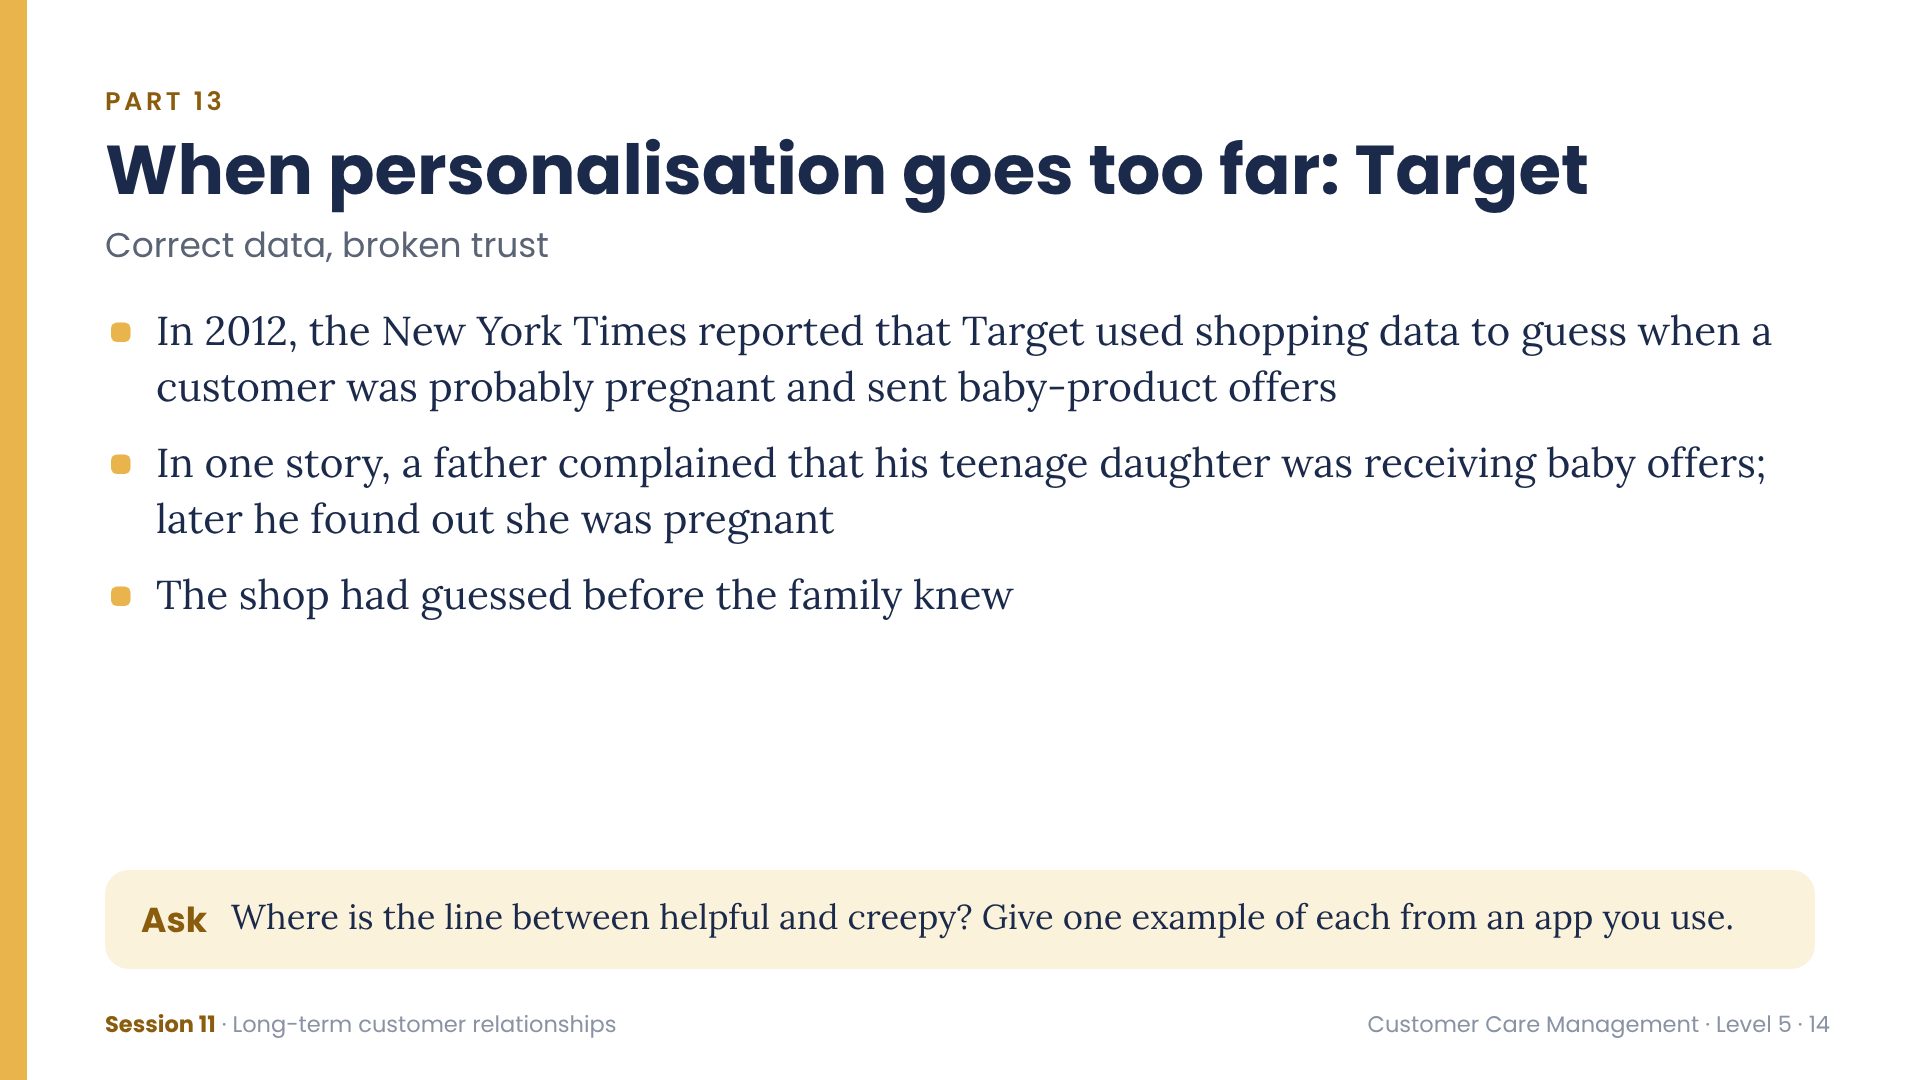 PART 13
When personalisation goes too far: Target
Correct data, broken trust
In 2012, the New York Times reported that Target used shopping data to guess when a
customer was probably pregnant and sent baby-product offers
In one story, a father complained that his teenage daughter was receiving baby offers;
later he found out she was pregnant
The shop had guessed before the family knew
Ask Where is the line between helpful and creepy? Give one example of each from an app you use.
Session 11 · Long-term customer relationships
Customer Care Management · Level 5 · 14